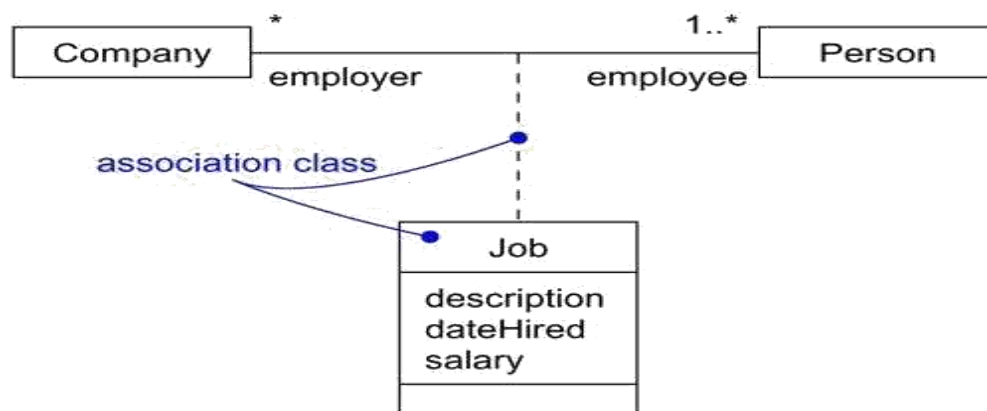 * 1..*
Company Person
employer employee
association class
Job
description
dateHired
salary